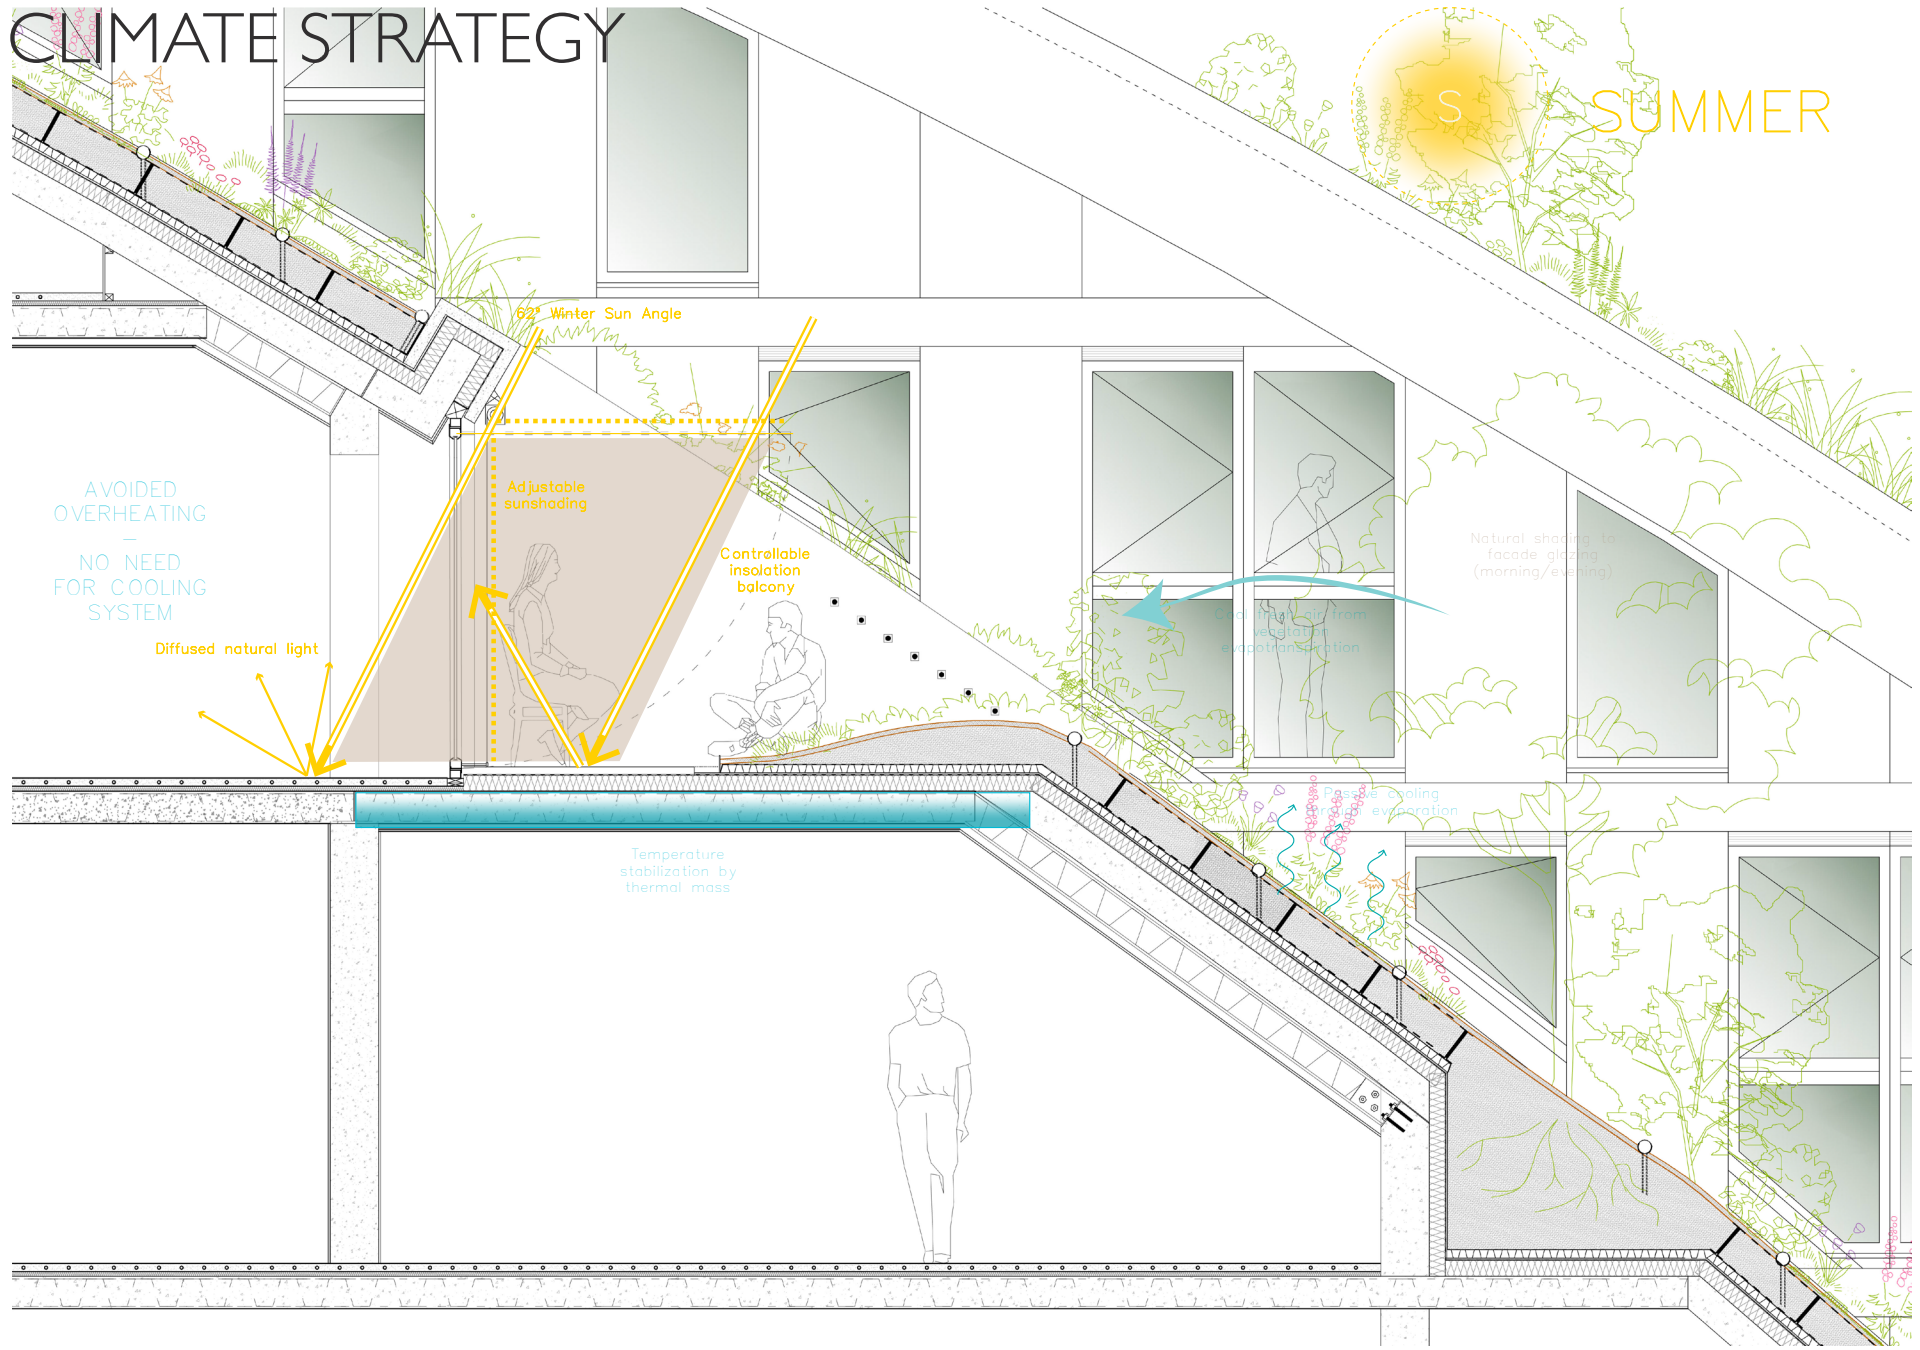 CLIMATE STRATEGY
S
SUMMER
62° Winter Sun Angle
AVOIDED
OVERHEATING
–
NO NEED
FOR COOLING
SYSTEM
Adjustable
sunshading
Controllable
insolation
balcony
Natural shading to
facade glazing
(morning/evening)
Cool fresh air from
vegetation
evapotranspiration
Diffused natural light
Passive cooling
through evaporation
Temperature
stabilization by
thermal mass